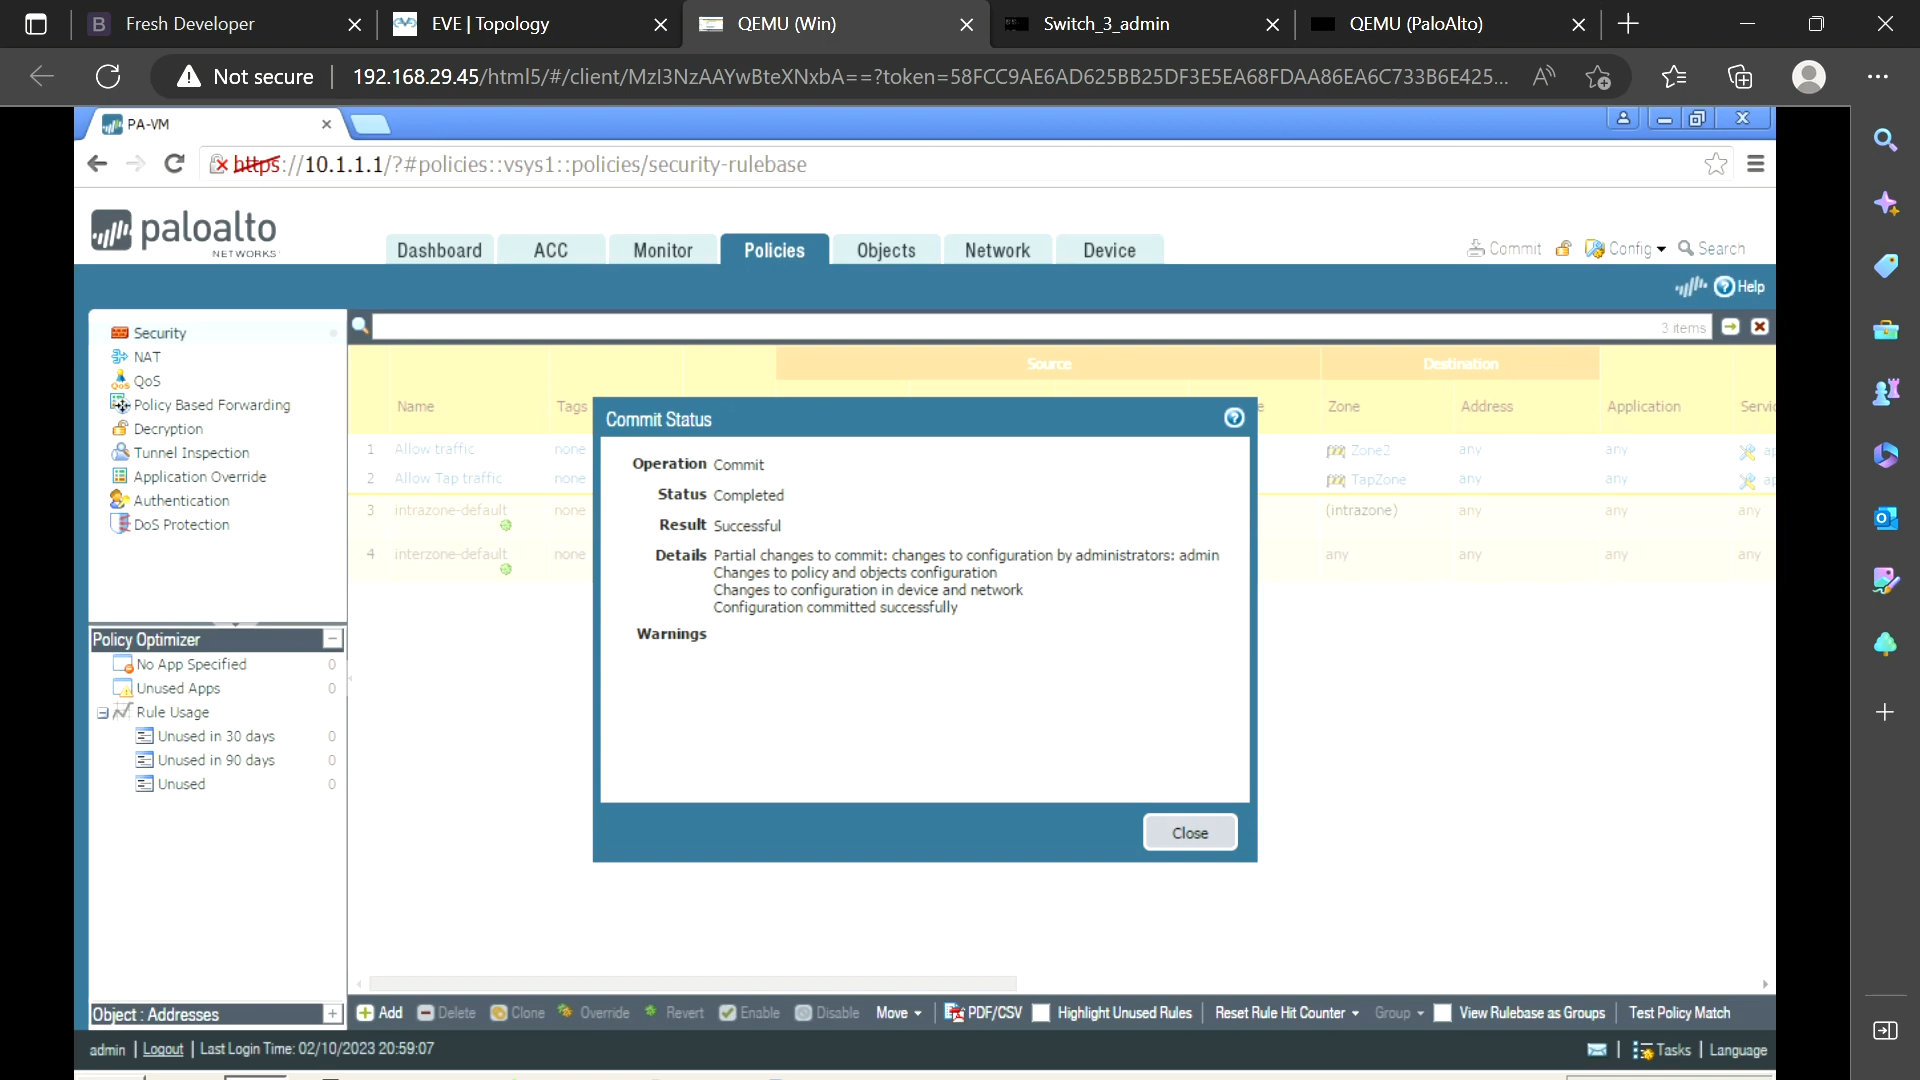 Fresh Developer
EVE | Topology
QEMU (Win)
Switch_3_admin
QEMU (PaloAlto)
Not secure
192.168.29.45/html5/#/client/MzI3NzAAYwBteXNxbA==?token=58FCC9AE6AD625BB25DF3E5EA68FDAA86EA6C733B6E425...
PA-VM
https://10.1.1.1/?#policies::vsys1::policies/security-rulebase
paloalto
NETWORKS
Dashboard
ACC
Monitor
Policies
Objects
Network
Device
Commit
Config
Search
Help
Security
NAT
QoS
Policy Based Forwarding
Decryption
Tunnel Inspection
Application Override
Authentication
DoS Protection
3 items
Source
Destination
Name
Tags
Zone
Address
Application
1 Allow traffic none Zone2 any any
2 Allow Tap traffic none TapZone any any
3 intrazone-default none (intrazone) any any any
4 interzone-default none any any any any
Commit Status
Operation Commit
Status Completed
Result Successful
Details Partial changes to commit: changes to configuration by administrators: admin
Changes to policy and objects configuration
Changes to configuration in device and network
Configuration committed successfully
Warnings
Close
Policy Optimizer
No App Specified 0
Unused Apps 0
Rule Usage
Unused in 30 days 0
Unused in 90 days 0
Unused 0
Object : Addresses
Add
Delete
Clone
Override
Revert
Enable
Disable
Move
PDF/CSV
Highlight Unused Rules
Reset Rule Hit Counter
Group
View Rulebase as Groups
Test Policy Match
admin | Logout | Last Login Time: 02/10/2023 20:59:07
Tasks | Language